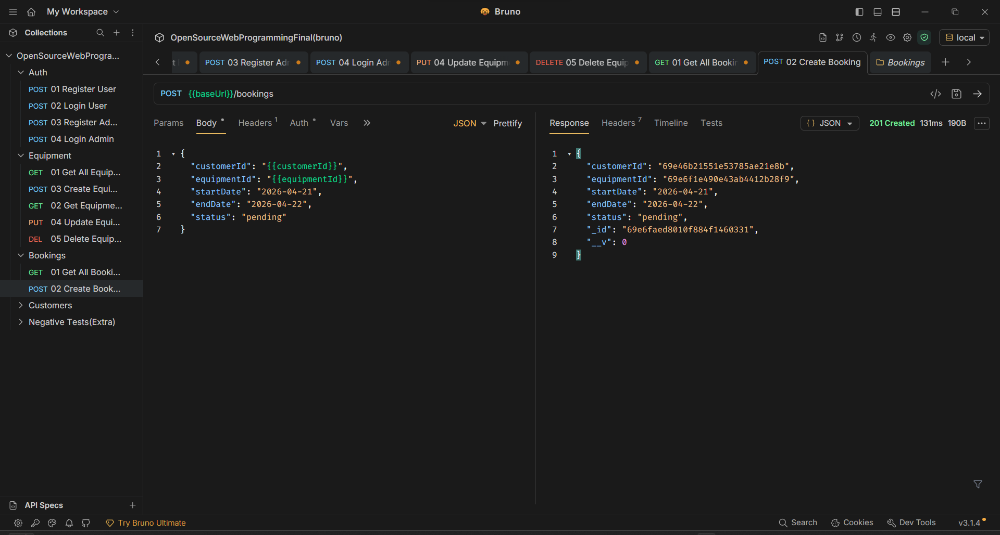 My Workspace
Bruno
Collections
OpenSourceWebProgra...
Auth
POST 01 Register User
POST 02 Login User
POST 03 Register Ad...
POST 04 Login Admin
Equipment
GET 01 Get All Equip...
POST 03 Create Equi...
GET 02 Get Equipme...
PUT 04 Update Equi...
DEL 05 Delete Equip...
Bookings
GET 01 Get All Booki...
POST 02 Create Book...
Customers
Negative Tests(Extra)
API Specs
OpenSourceWebProgrammingFinal(bruno)
local
POST 03 Register Adr POST 04 Login Adr PUT 04 Update Equipm DELETE 05 Delete Equip GET 01 Get All Bookin POST 02 Create Booking Bookings
POST {{baseUrl}}/bookings
Params Body Headers 1 Auth Vars JSON Prettify
1 {
2 "customerId": "{{customerId}}",
3 "equipmentId": "{{equipmentId}}",
4 "startDate": "2026-04-21",
5 "endDate": "2026-04-22",
6 "status": "pending"
7 }
Response Headers 7 Timeline Tests { } JSON 201 Created 131ms 190B
1 {
2 "customerId": "69e46b21551e53785ae21e8b",
3 "equipmentId": "69e6f1e490e43ab4412b28f9",
4 "startDate": "2026-04-21",
5 "endDate": "2026-04-22",
6 "status": "pending",
7 "_id": "69e6faed8010f884f1460331",
8 "__v": 0
9 }
Try Bruno Ultimate
Search Cookies Dev Tools v3.1.4